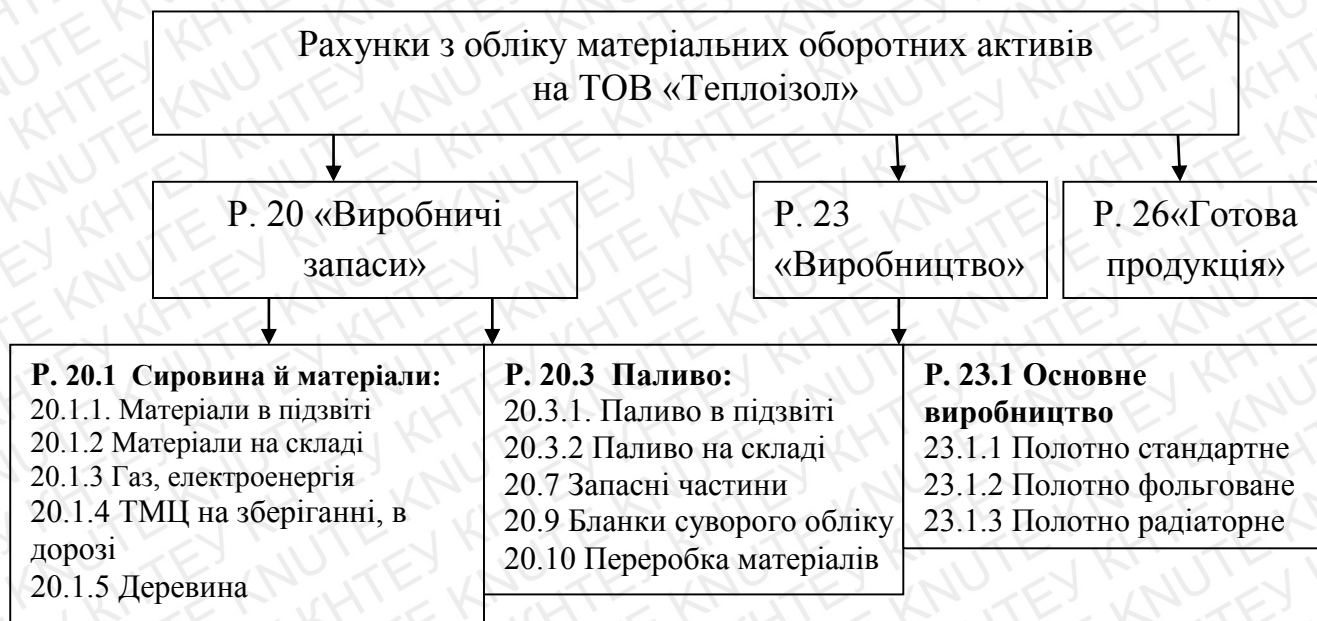 Рахунки з обліку матеріальних оборотних активів
на ТОВ «Теплоізол»
Р. 20 «Виробничі
запаси»
Р. 23
«Виробництво»
Р. 26«Готова
продукція»
Р. 20.1 Сировина й матеріали:
20.1.1. Матеріали в підзвіті
20.1.2 Матеріали на складі
20.1.3 Газ, електроенергія
20.1.4 ТМЦ на зберіганні, в
дорозі
20.1.5 Деревина
Р. 20.3 Паливо:
20.3.1. Паливо в підзвіті
20.3.2 Паливо на складі
20.7 Запасні частини
20.9 Бланки суворого обліку
20.10 Переробка матеріалів
Р. 23.1 Основне
виробництво
23.1.1 Полотно стандартне
23.1.2 Полотно фольговане
23.1.3 Полотно радіаторне